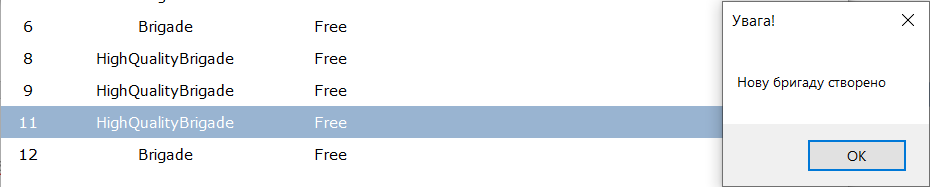 6 Brigade Free
8 HighQualityBrigade Free
9 HighQualityBrigade Free
11 HighQualityBrigade Free
12 Brigade Free
Увага!
Нову бригаду створено
OK